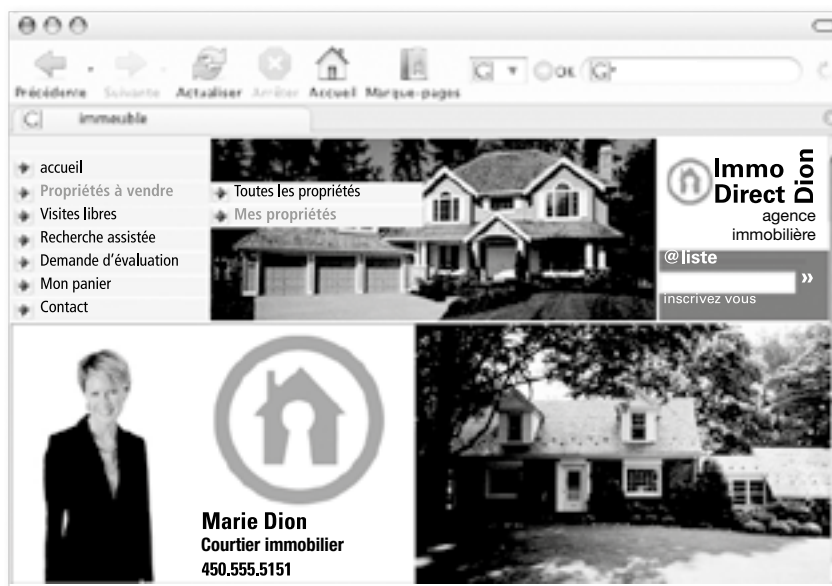 Précédente Suivante Actualiser Arrêter Accueil Marque-pages
G OK G
G immeuble
accueil
Propriétés à vendre
Visites libres
Recherche assistée
Demande d'évaluation
Mon panier
Contact
Toutes les propriétés
Mes propriétés
Immo
Direct
Dion
agence
immobilière
@liste
»
inscrivez vous
Marie Dion
Courtier immobilier
450.555.5151